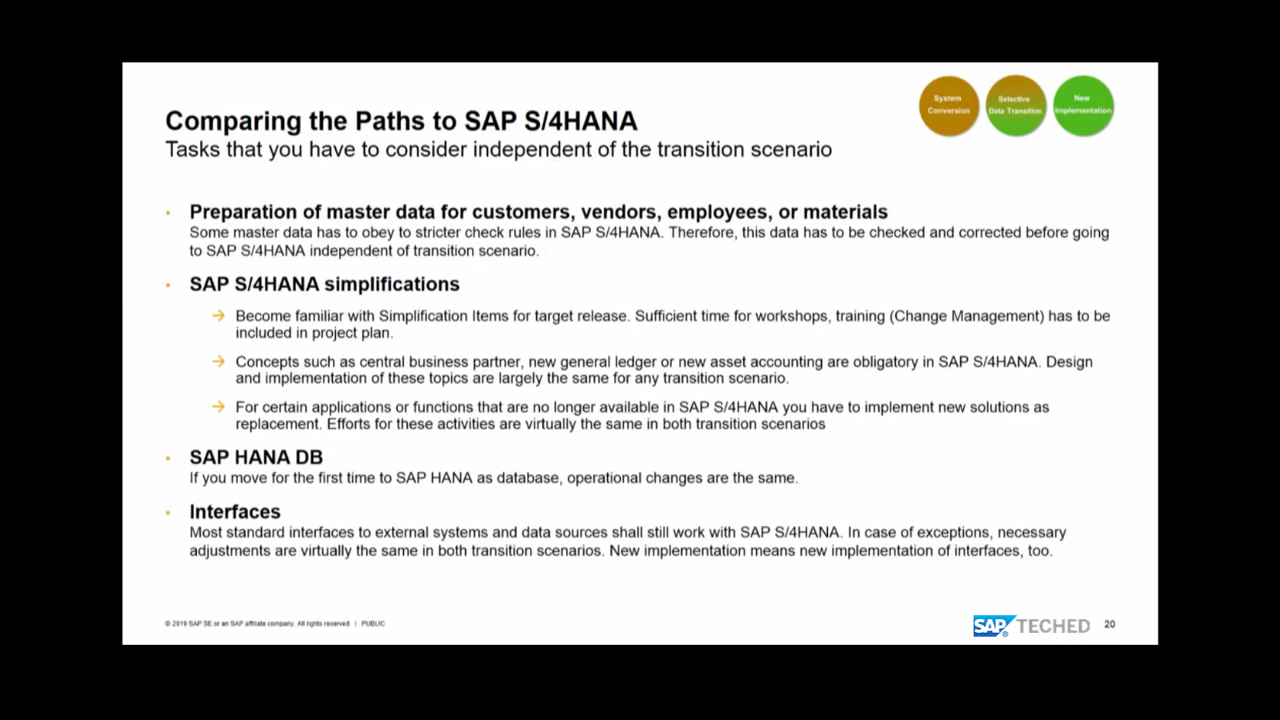 System
Conversion
Selective
Data Transition
New
Implementation
Comparing the Paths to SAP S/4HANA
Tasks that you have to consider independent of the transition scenario
• Preparation of master data for customers, vendors, employees, or materials
Some master data has to obey to stricter check rules in SAP S/4HANA. Therefore, this data has to be checked and corrected before going
to SAP S/4HANA independent of transition scenario.
• SAP S/4HANA simplifications
→ Become familiar with Simplification Items for target release. Sufficient time for workshops, training (Change Management) has to be
included in project plan.
→ Concepts such as central business partner, new general ledger or new asset accounting are obligatory in SAP S/4HANA. Design
and implementation of these topics are largely the same for any transition scenario.
→ For certain applications or functions that are no longer available in SAP S/4HANA you have to implement new solutions as
replacement. Efforts for these activities are virtually the same in both transition scenarios
• SAP HANA DB
If you move for the first time to SAP HANA as database, operational changes are the same.
• Interfaces
Most standard interfaces to external systems and data sources shall still work with SAP S/4HANA. In case of exceptions, necessary
adjustments are virtually the same in both transition scenarios. New implementation means new implementation of interfaces, too.
© 2019 SAP SE or an SAP affiliate company. All rights reserved. | PUBLIC
SAP® TECHED 20